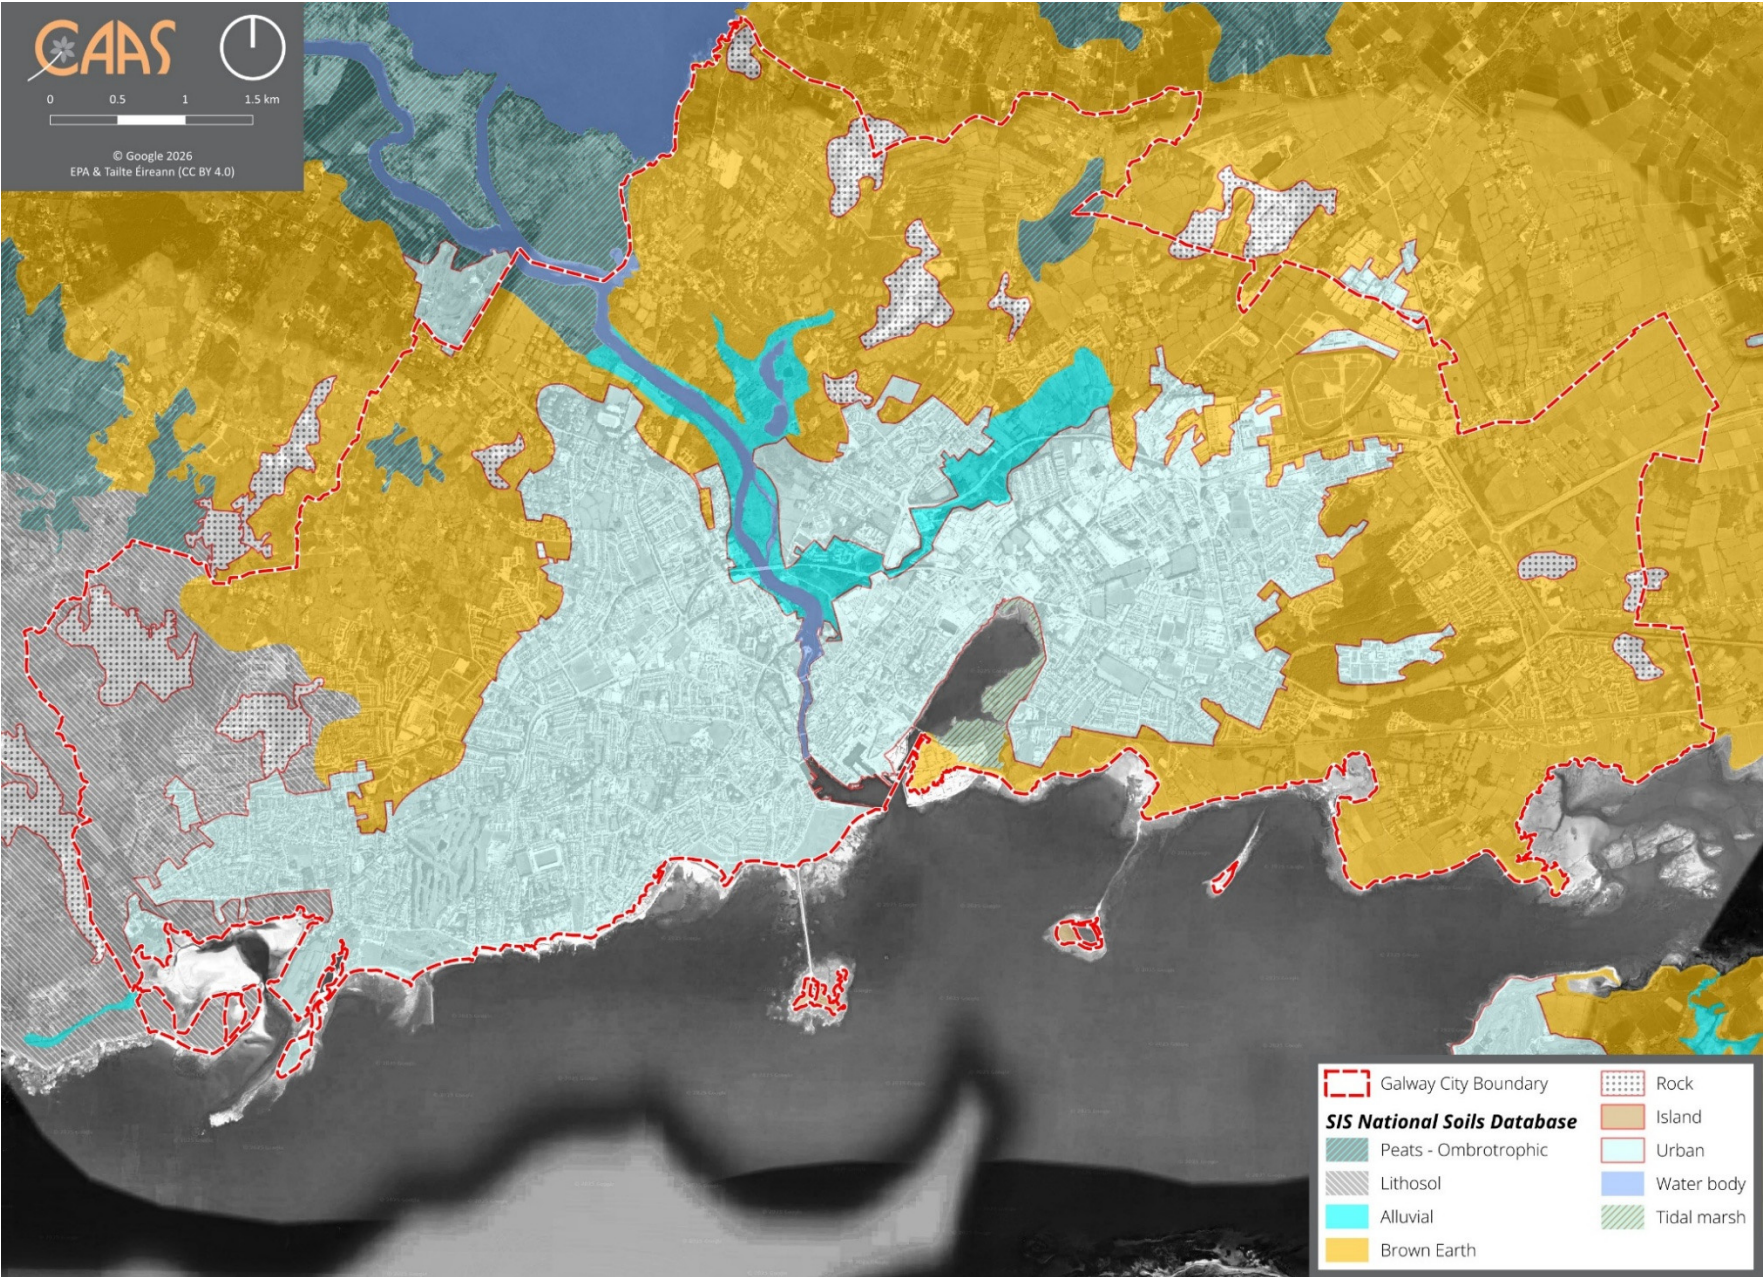 CAAS
0 0.5 1 1.5 km
© Google 2026
EPA & Tailte Éireann (CC BY 4.0)
Galway City Boundary
SIS National Soils Database
Peats - Ombrotrophic
Lithosol
Alluvial
Brown Earth
Rock
Island
Urban
Water body
Tidal marsh